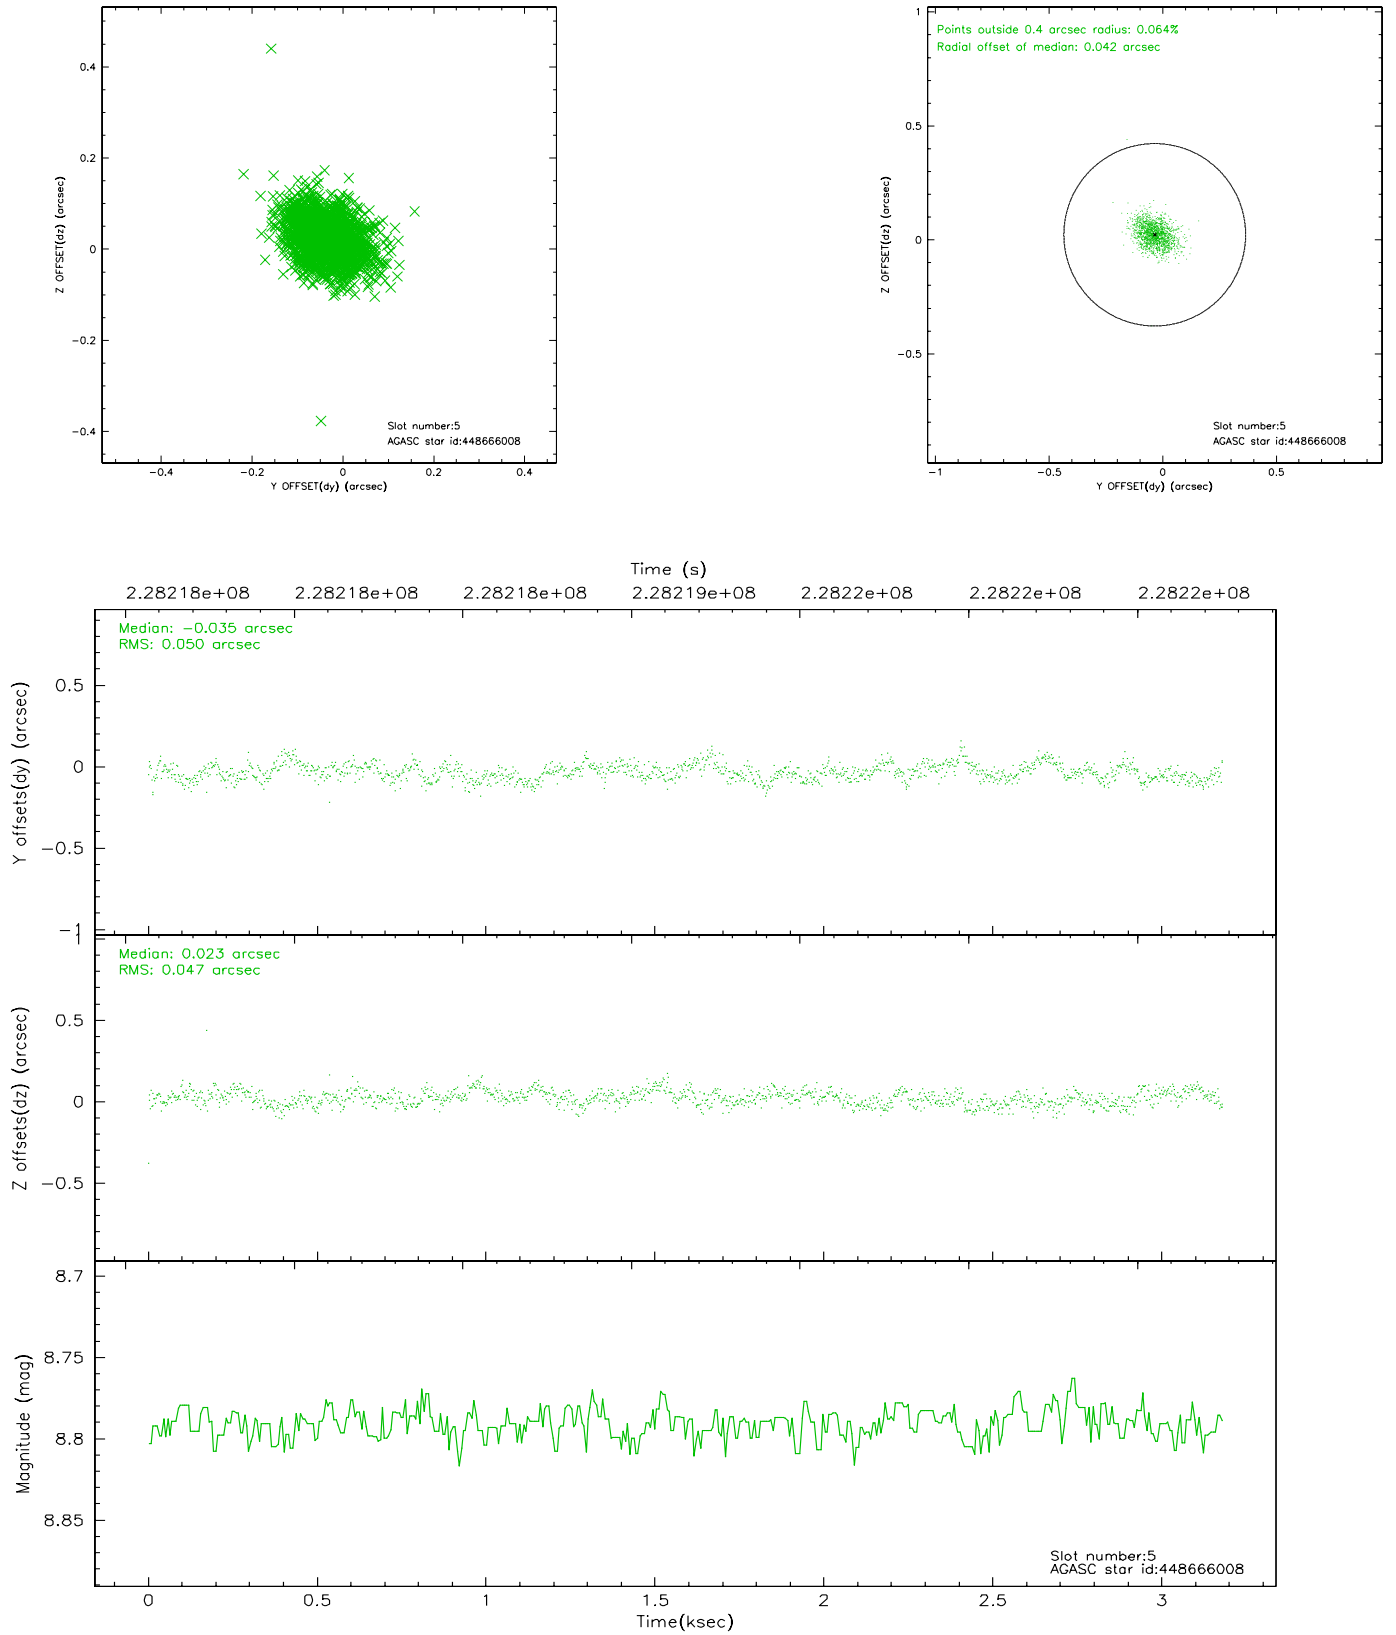 0.4
0.2
0
−0.2
−0.4
Z OFFSET(dz) (arcsec)
−0.4 −0.2 0 0.2 0.4
Y OFFSET(dy) (arcsec)
Slot number:5
AGASC star id:448666008
Points outside 0.4 arcsec radius: 0.064%
Radial offset of median: 0.042 arcsec
1
0.5
0
−0.5
Z OFFSET(dz) (arcsec)
−1 −0.5 0 0.5
Y OFFSET(dy) (arcsec)
Slot number:5
AGASC star id:448666008
Time (s)
2.28218e+08 2.28218e+08 2.28218e+08 2.28219e+08 2.2822e+08 2.2822e+08 2.2822e+08
Median: −0.035 arcsec
RMS: 0.050 arcsec
0.5
0
−0.5
−1
Y offsets(dy) (arcsec)
Median: 0.023 arcsec
RMS: 0.047 arcsec
1
0.5
0
−0.5
Z offsets(dz) (arcsec)
8.7
8.75
8.8
8.85
Magnitude (mag)
Slot number:5
AGASC star id:448666008
0 0.5 1 1.5 2 2.5 3
Time(ksec)